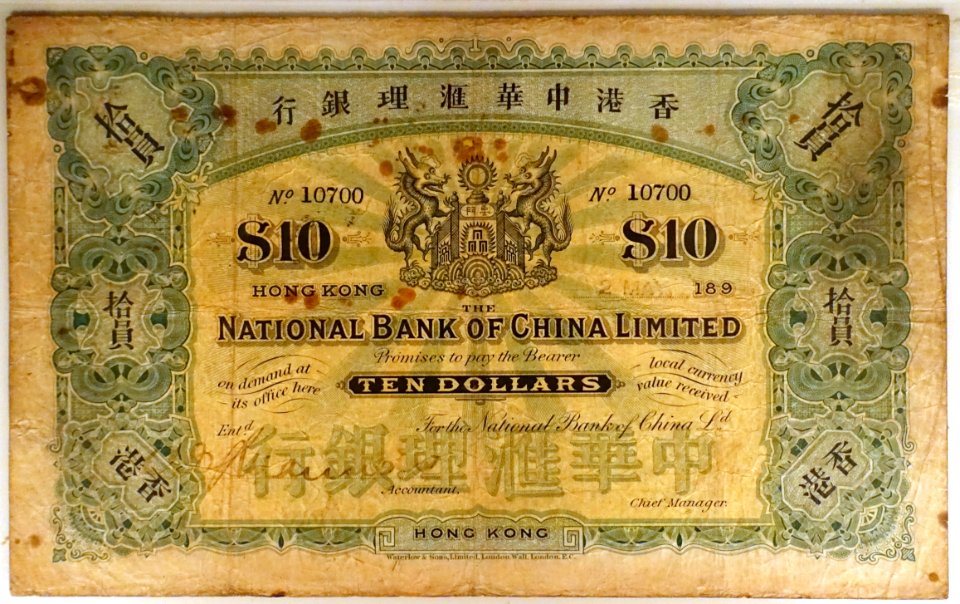 香港中華滙理銀行
拾員
拾員
No 10700
No. 10700
$10
$10
HONG KONG
2 MAY 189
THE
NATIONAL BANK OF CHINA LIMITED
Promises to pay the Bearer
on demand at
its office here
TEN DOLLARS
local currency
value received
拾員
拾員
Entd
For the National Bank of China Ld
中華滙理銀行
Accountant.
Chief Manager.
香港
香港
HONG KONG
Waterlow & Sons, Limited, London Wall, London, E.C.